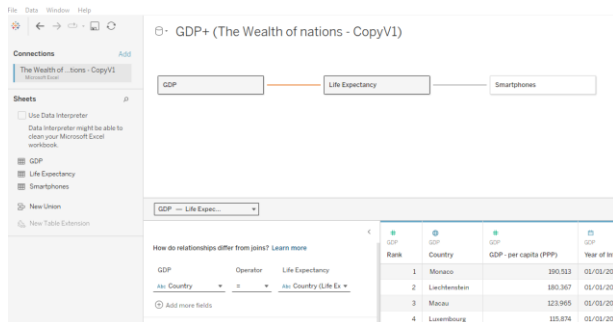 File Data Window Help
GDP+ (The Wealth of nations - CopyV1)
Connections Add
The Wealth of ...tions - CopyV1
Microsoft Excel
Sheets
Use Data Interpreter
Data Interpreter might be able to
clean your Microsoft Excel
workbook.
GDP
Life Expectancy
Smartphones
New Union
New Table Extension
GDP Life Expectancy Smartphones
GDP — Life Expec...
How do relationships differ from joins? Learn more
GDP Operator Life Expectancy
Abc Country = Abc Country (Life Ex
Add more fields
GDP GDP GDP GDP
Rank Country GDP - per capita (PPP) Year of In
1 Monaco 190.513 01/01/20
2 Liechtenstein 180.367 01/01/20
3 Macau 123.965 01/01/20
4 Luxembourg 115.874 01/01/20